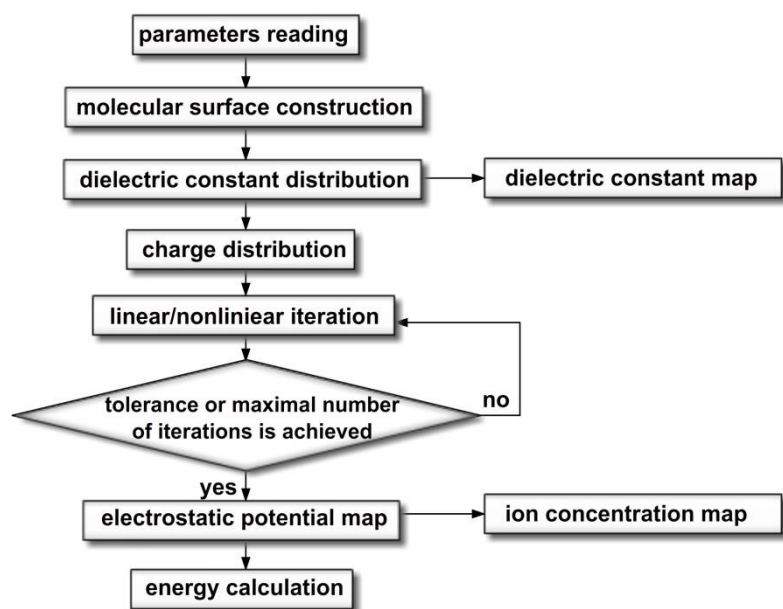 parameters reading
molecular surface construction
dielectric constant distribution
dielectric constant map
charge distribution
linear/nonliniear iteration
tolerance or maximal number
of iterations is achieved
no
yes
electrostatic potential map
ion concentration map
energy calculation